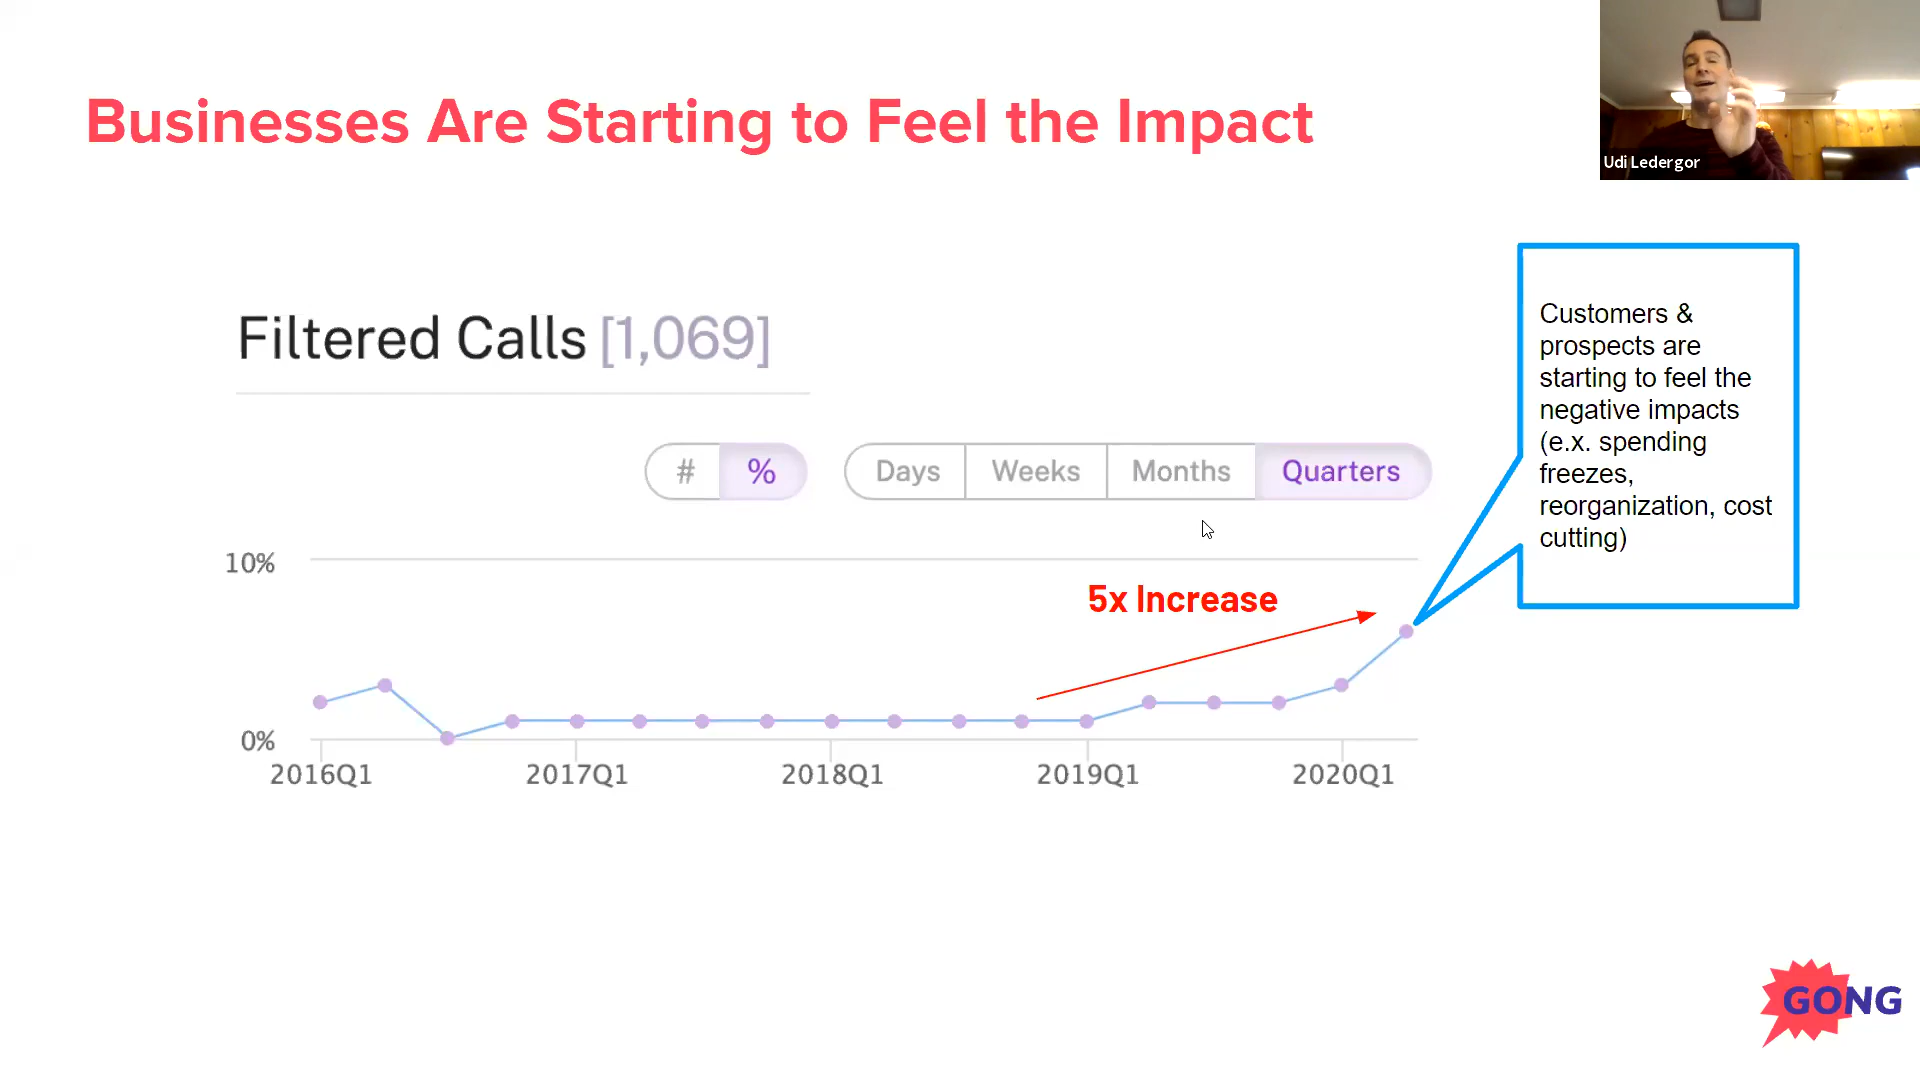 Businesses Are Starting to Feel the Impact
Udi Ledergor
Filtered Calls [1,069]
# %
Days Weeks Months Quarters
Customers &
prospects are
starting to feel the
negative impacts
(e.x. spending
freezes,
reorganization, cost
cutting)
10%
5x Increase
0%
2016Q1 2017Q1 2018Q1 2019Q1 2020Q1
GONG